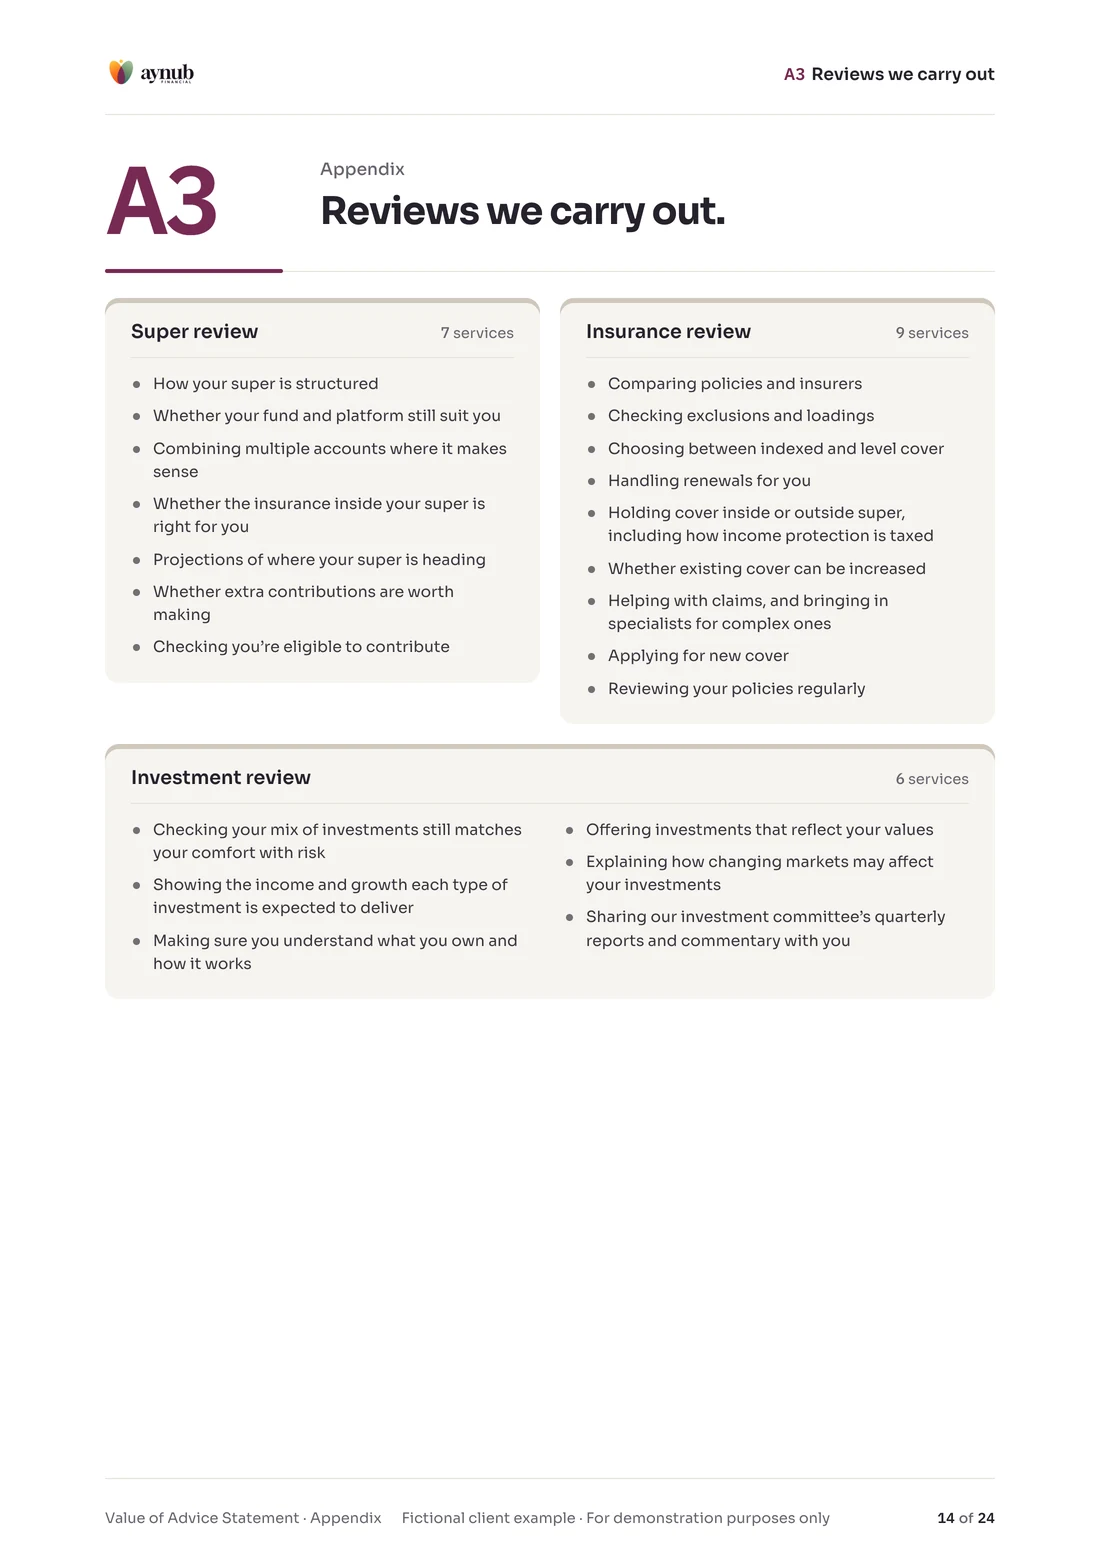 aynub
FINANCIAL
A3 Reviews we carry out
A3
Appendix
Reviews we carry out.
Super review
7 services
• How your super is structured
• Whether your fund and platform still suit you
• Combining multiple accounts where it makes
sense
• Whether the insurance inside your super is
right for you
• Projections of where your super is heading
• Whether extra contributions are worth
making
• Checking you’re eligible to contribute
Insurance review
9 services
• Comparing policies and insurers
• Checking exclusions and loadings
• Choosing between indexed and level cover
• Handling renewals for you
• Holding cover inside or outside super,
including how income protection is taxed
• Whether existing cover can be increased
• Helping with claims, and bringing in
specialists for complex ones
• Applying for new cover
• Reviewing your policies regularly
Investment review
6 services
• Checking your mix of investments still matches
your comfort with risk
• Showing the income and growth each type of
investment is expected to deliver
• Making sure you understand what you own and
how it works
• Offering investments that reflect your values
• Explaining how changing markets may affect
your investments
• Sharing our investment committee’s quarterly
reports and commentary with you
Value of Advice Statement · Appendix
Fictional client example · For demonstration purposes only
14 of 24